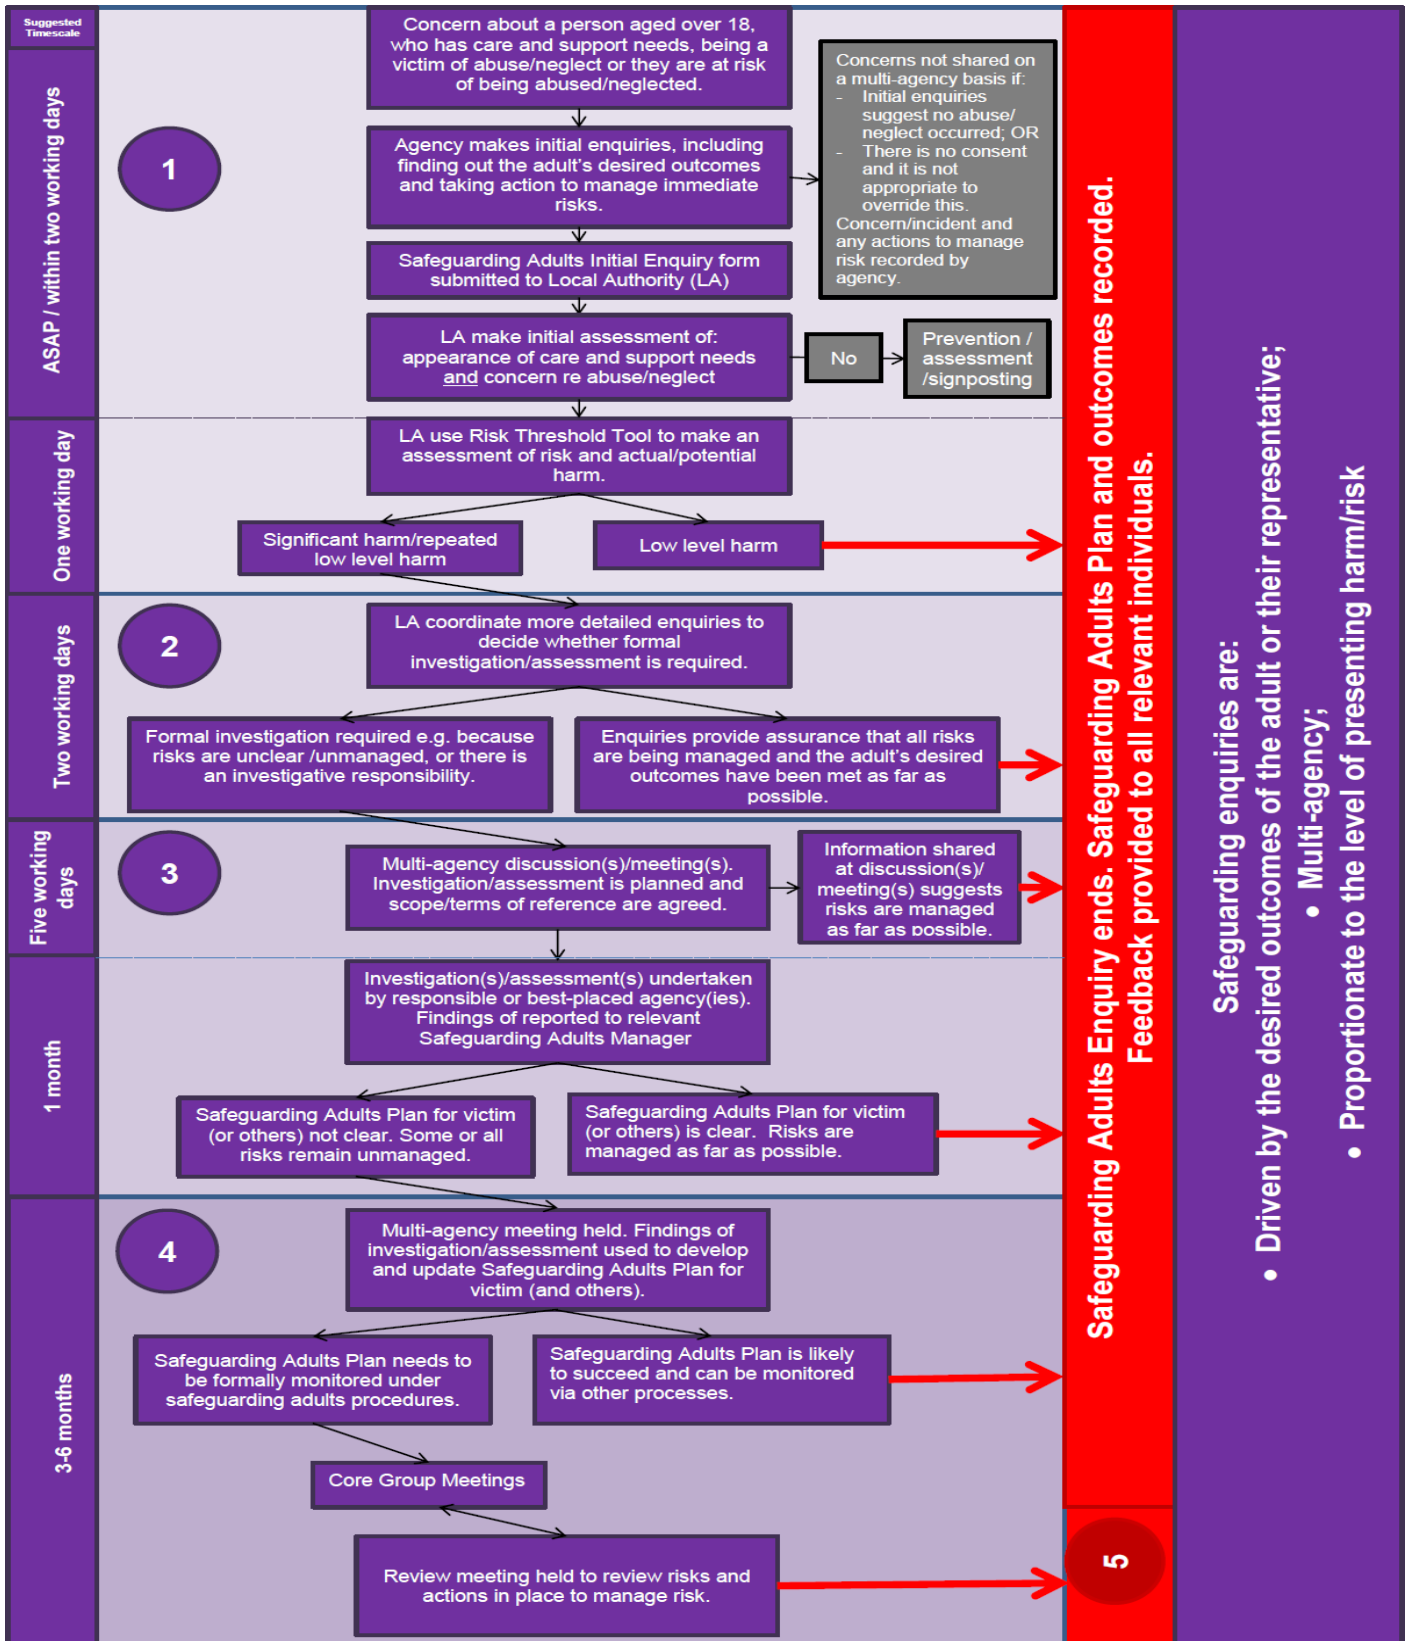 Suggested
Timescale
ASAP / within two working days
1
Concern about a person aged over 18,
who has care and support needs, being a
victim of abuse/neglect or they are at risk
of being abused/neglected.
Agency makes initial enquiries, including
finding out the adult's desired outcomes
and taking action to manage immediate
risks.
Concerns not shared on
a multi-agency basis if:
- Initial enquiries
suggest no abuse/
neglect occurred; OR
- There is no consent
and it is not
appropriate to
override this.
Concern/incident and
any actions to manage
risk recorded by
agency.
Safeguarding Adults Initial Enquiry form
submitted to Local Authority (LA)
LA make initial assessment of:
appearance of care and support needs
and concern re abuse/neglect
No
Prevention /
assessment
/signposting
One working day
LA use Risk Threshold Tool to make an
assessment of risk and actual/potential
harm.
Significant harm/repeated
low level harm
Low level harm
Two working days
2
LA coordinate more detailed enquiries to
decide whether formal
investigation/assessment is required.
Formal investigation required e.g. because
risks are unclear /unmanaged, or there is
an investigative responsibility.
Enquiries provide assurance that all risks
are being managed and the adult's desired
outcomes have been met as far as
possible.
Five working
days
3
Multi-agency discussion(s)/meeting(s).
Investigation/assessment is planned and
scope/terms of reference are agreed.
Information shared
at discussion(s)/
meeting(s) suggests
risks are managed
as far as possible.
1 month
Investigation(s)/assessment(s) undertaken
by responsible or best-placed agency(ies).
Findings of reported to relevant
Safeguarding Adults Manager
Safeguarding Adults Plan for victim
(or others) not clear. Some or all
risks remain unmanaged.
Safeguarding Adults Plan for victim
(or others) is clear. Risks are
managed as far as possible.
3-6 months
4
Multi-agency meeting held. Findings of
investigation/assessment used to develop
and update Safeguarding Adults Plan for
victim (and others).
Safeguarding Adults Plan needs to
be formally monitored under
safeguarding adults procedures.
Safeguarding Adults Plan is likely
to succeed and can be monitored
via other processes.
Core Group Meetings
Review meeting held to review risks and
actions in place to manage risk.
Safeguarding Adults Enquiry ends. Safeguarding Adults Plan and outcomes recorded.
Feedback provided to all relevant individuals.
5
Safeguarding enquiries are:
• Driven by the desired outcomes of the adult or their representative;
• Multi-agency;
• Proportionate to the level of presenting harm/risk